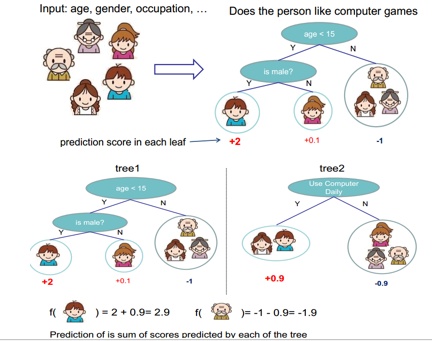 Input: age, gender, occupation, …
Does the person like computer games
age < 15
Y
N
is male?
Y
N
prediction score in each leaf
+2
+0.1
-1
tree1
tree2
age < 15
Use Computer
Daily
Y
N
Y
N
is male?
Y
N
+2
+0.1
-1
+0.9
-0.9
f( ) = 2 + 0.9= 2.9
f( )= -1 - 0.9= -1.9
Prediction of is sum of scores predicted by each of the tree